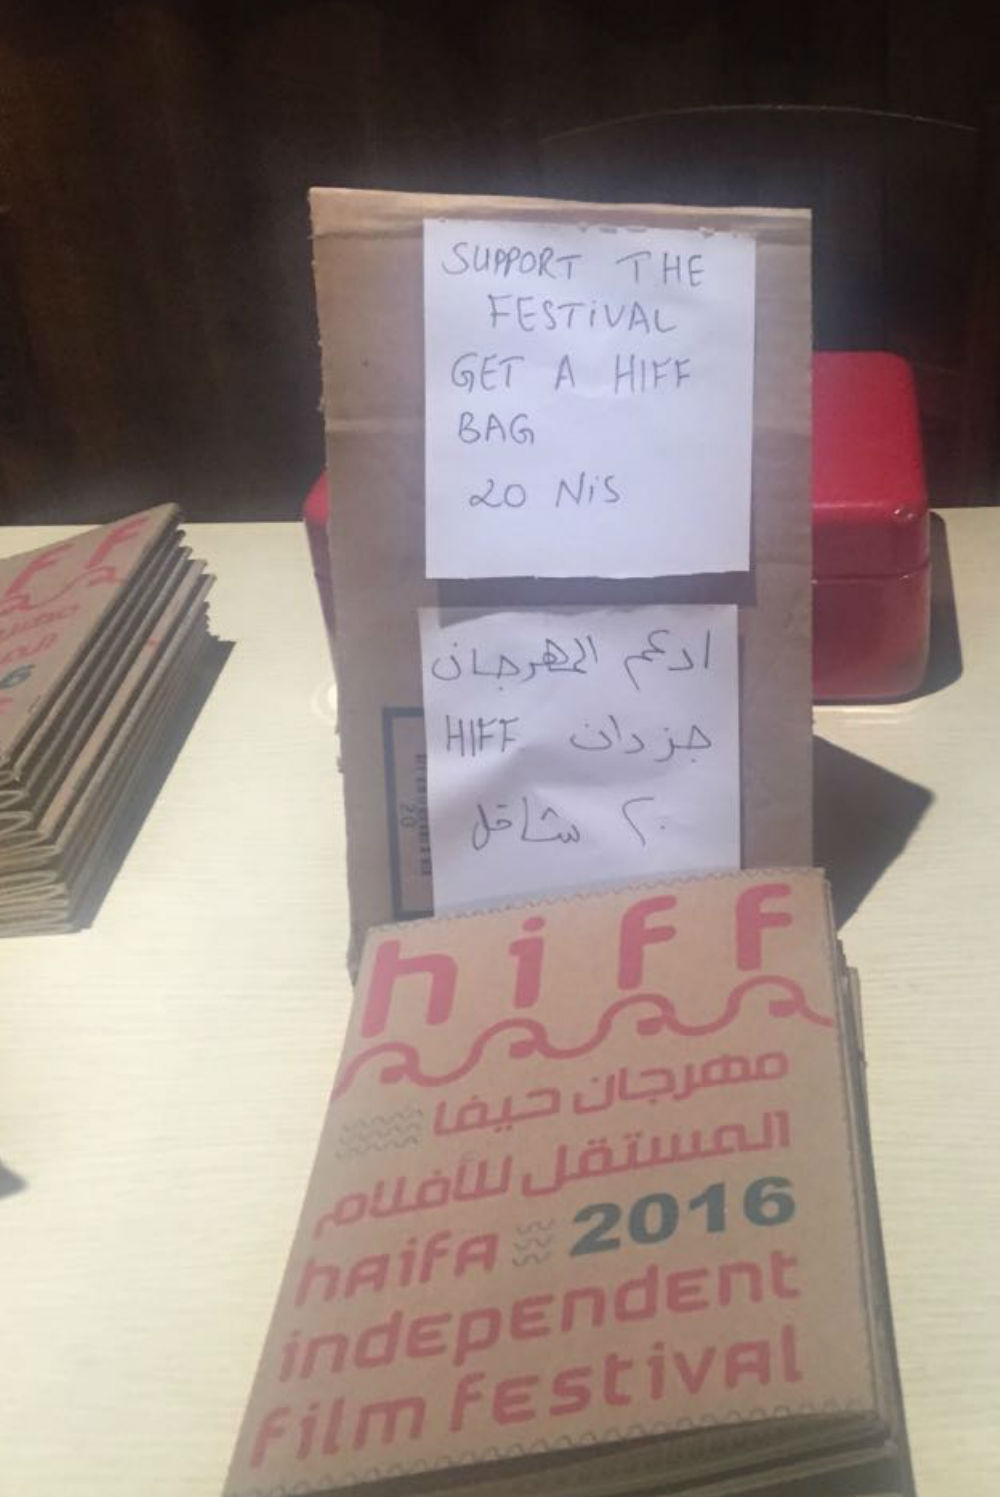 SUPPORT THE
FESTiVAL
GET A HIFF
BAG
20 NiS
ادعم المهرجان
جزدان HIFF
٢٠ شاقل
20
hiff
مهرجان حيفا
المستقل للأفلام
haifa 2016
independent
film festival